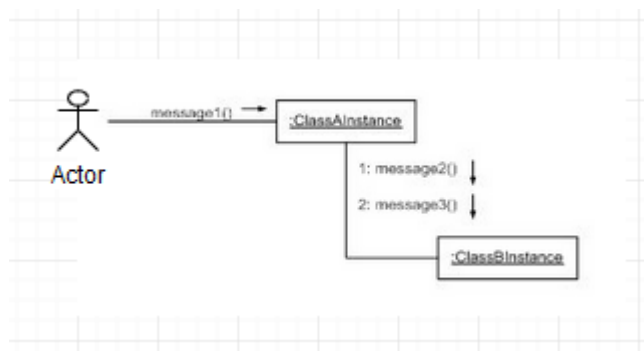 message1()
:ClassAInstance
Actor
1: message2()
2: message3()
:ClassBInstance